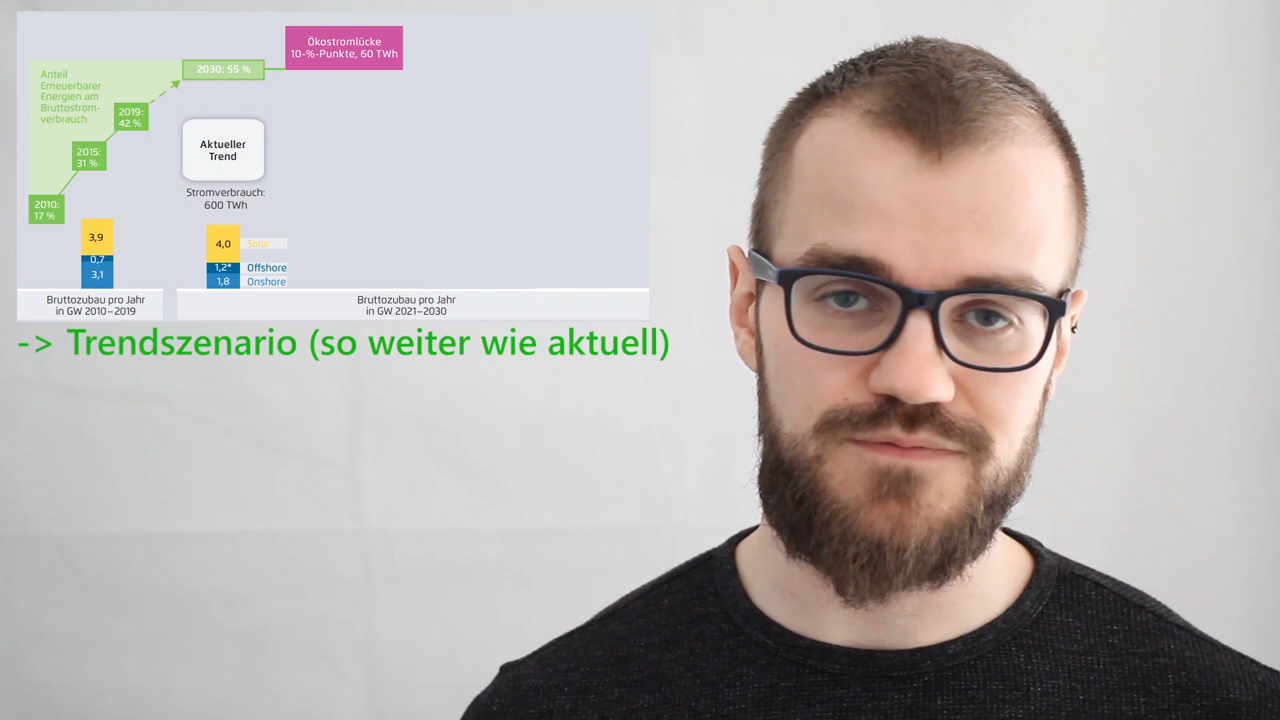 Ökostromlücke
10-%-Punkte, 60 TWh
2030: 55 %
Anteil
Erneuerbarer
Energien am
Bruttostrom-
verbrauch
2019:
42 %
2015:
31 %
2010:
17 %
Aktueller
Trend
Stromverbrauch:
600 TWh
3,9
0,7
3,1
4,0
Solar
1,2*
Offshore
1,8
Onshore
Bruttozubau pro Jahr
in GW 2010–2019
Bruttozubau pro Jahr
in GW 2021–2030
-> Trendszenario (so weiter wie aktuell)